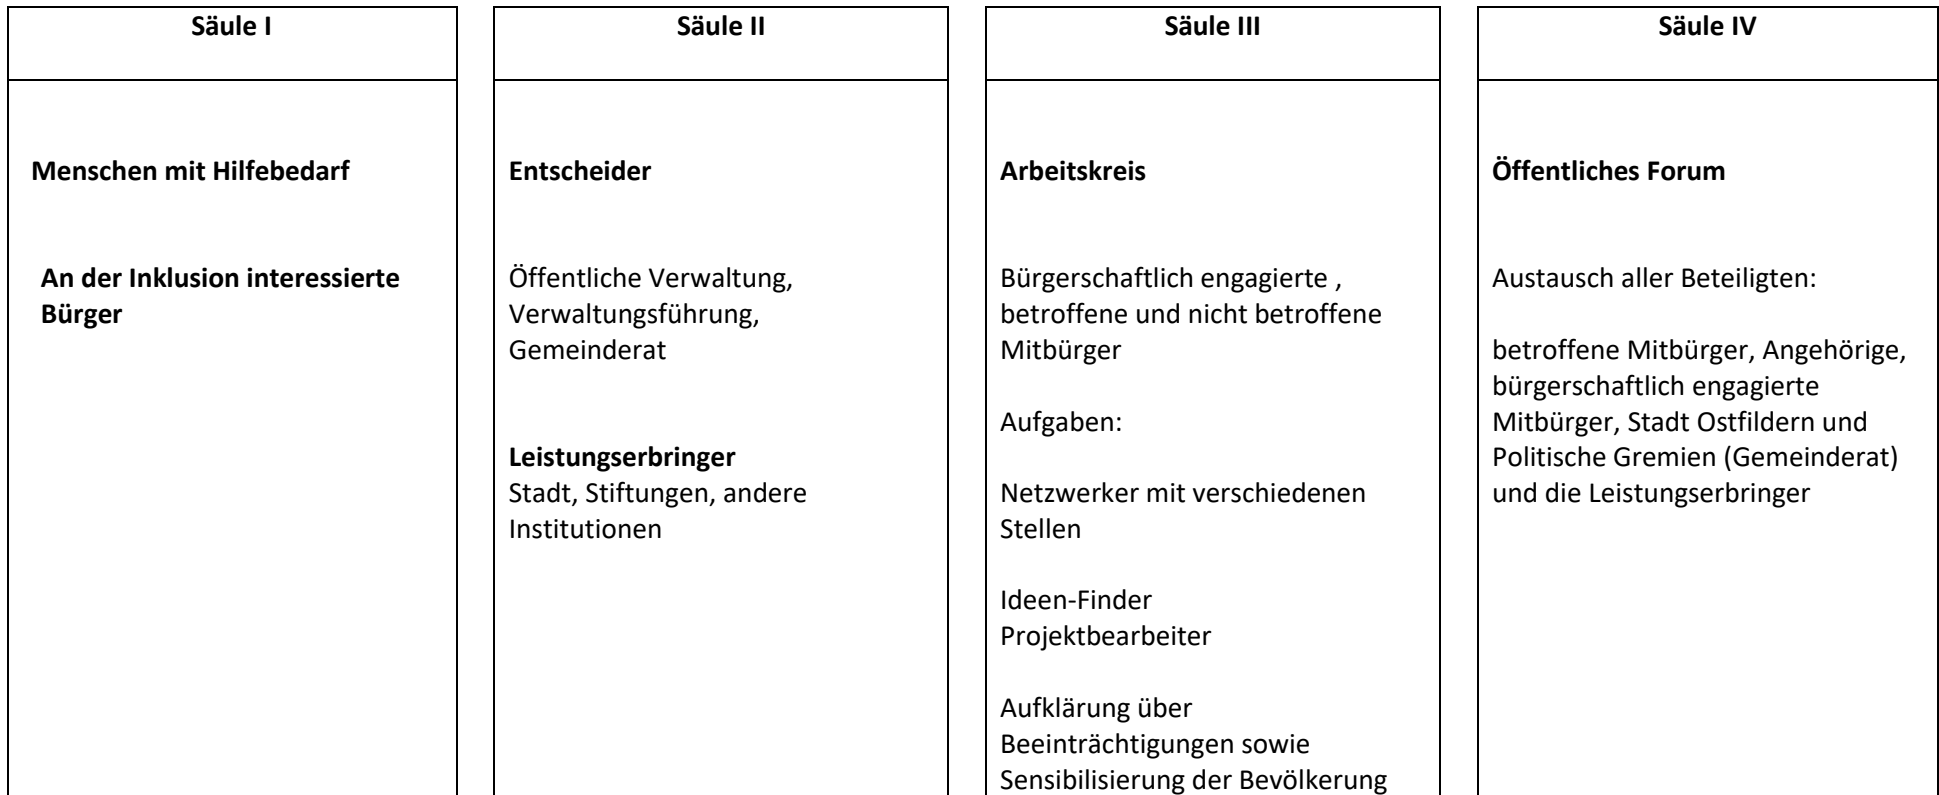 Säule I
Menschen mit Hilfebedarf
An der Inklusion interessierte
Bürger
Säule II
Entscheider
Öffentliche Verwaltung,
Verwaltungsführung,
Gemeinderat
Leistungserbringer
Stadt, Stiftungen, andere
Institutionen
Säule III
Arbeitskreis
Bürgerschaftlich engagierte ,
betroffene und nicht betroffene
Mitbürger
Aufgaben:
Netzwerker mit verschiedenen
Stellen
Ideen-Finder
Projektbearbeiter
Aufklärung über
Beeinträchtigungen sowie
Sensibilisierung der Bevölkerung
Säule IV
Öffentliches Forum
Austausch aller Beteiligten:
betroffene Mitbürger, Angehörige,
bürgerschaftlich engagierte
Mitbürger, Stadt Ostfildern und
Politische Gremien (Gemeinderat)
und die Leistungserbringer